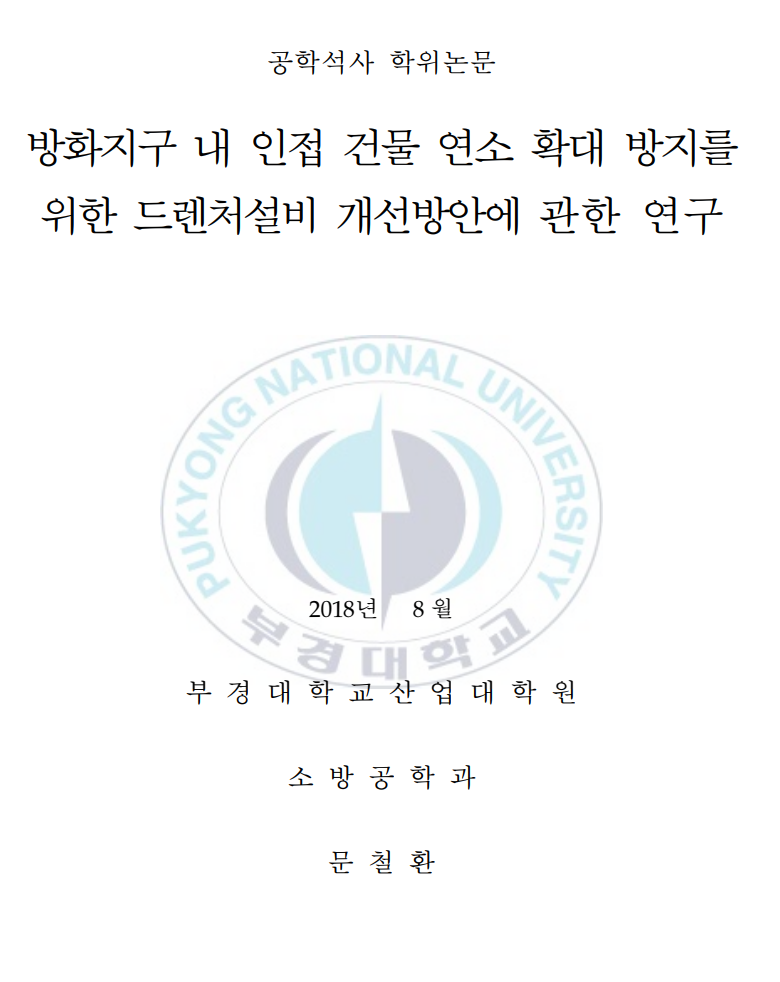 공학석사 학위논문
방화지구 내 인접 건물 연소 확대 방지를
위한 드렌처설비 개선방안에 관한 연구
PUKYONG NATIONAL UNIVERSITY
2018년 8 월
부경대학교
부 경 대 학 교 산 업 대 학 원
소 방 공 학 과
문 철 환